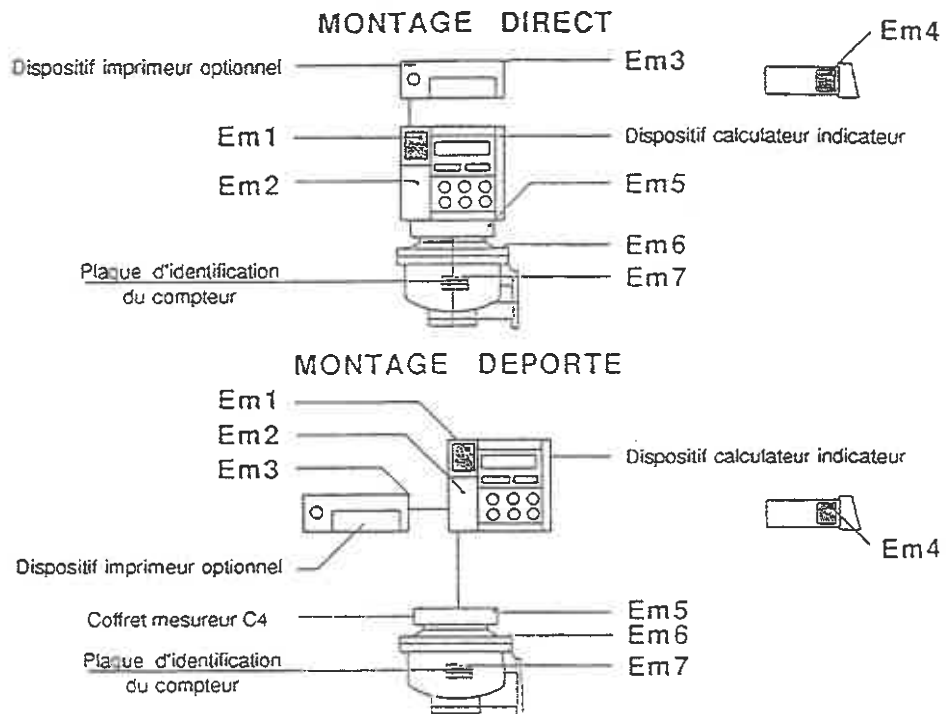 MONTAGE DIRECT
Em4
Dispositif imprimeur optionnel
Em3
Em1
Dispositif calculateur indicateur
Em2
Em5
Em6
Plaque d'identification
du compteur
Em7
MONTAGE DEPORTE
Em1
Em2
Em3
Dispositif calculateur indicateur
Em4
Dispositif imprimeur optionnel
Coffret mesureur C4
Em5
Em6
Plaque d'identification
du compteur
Em7